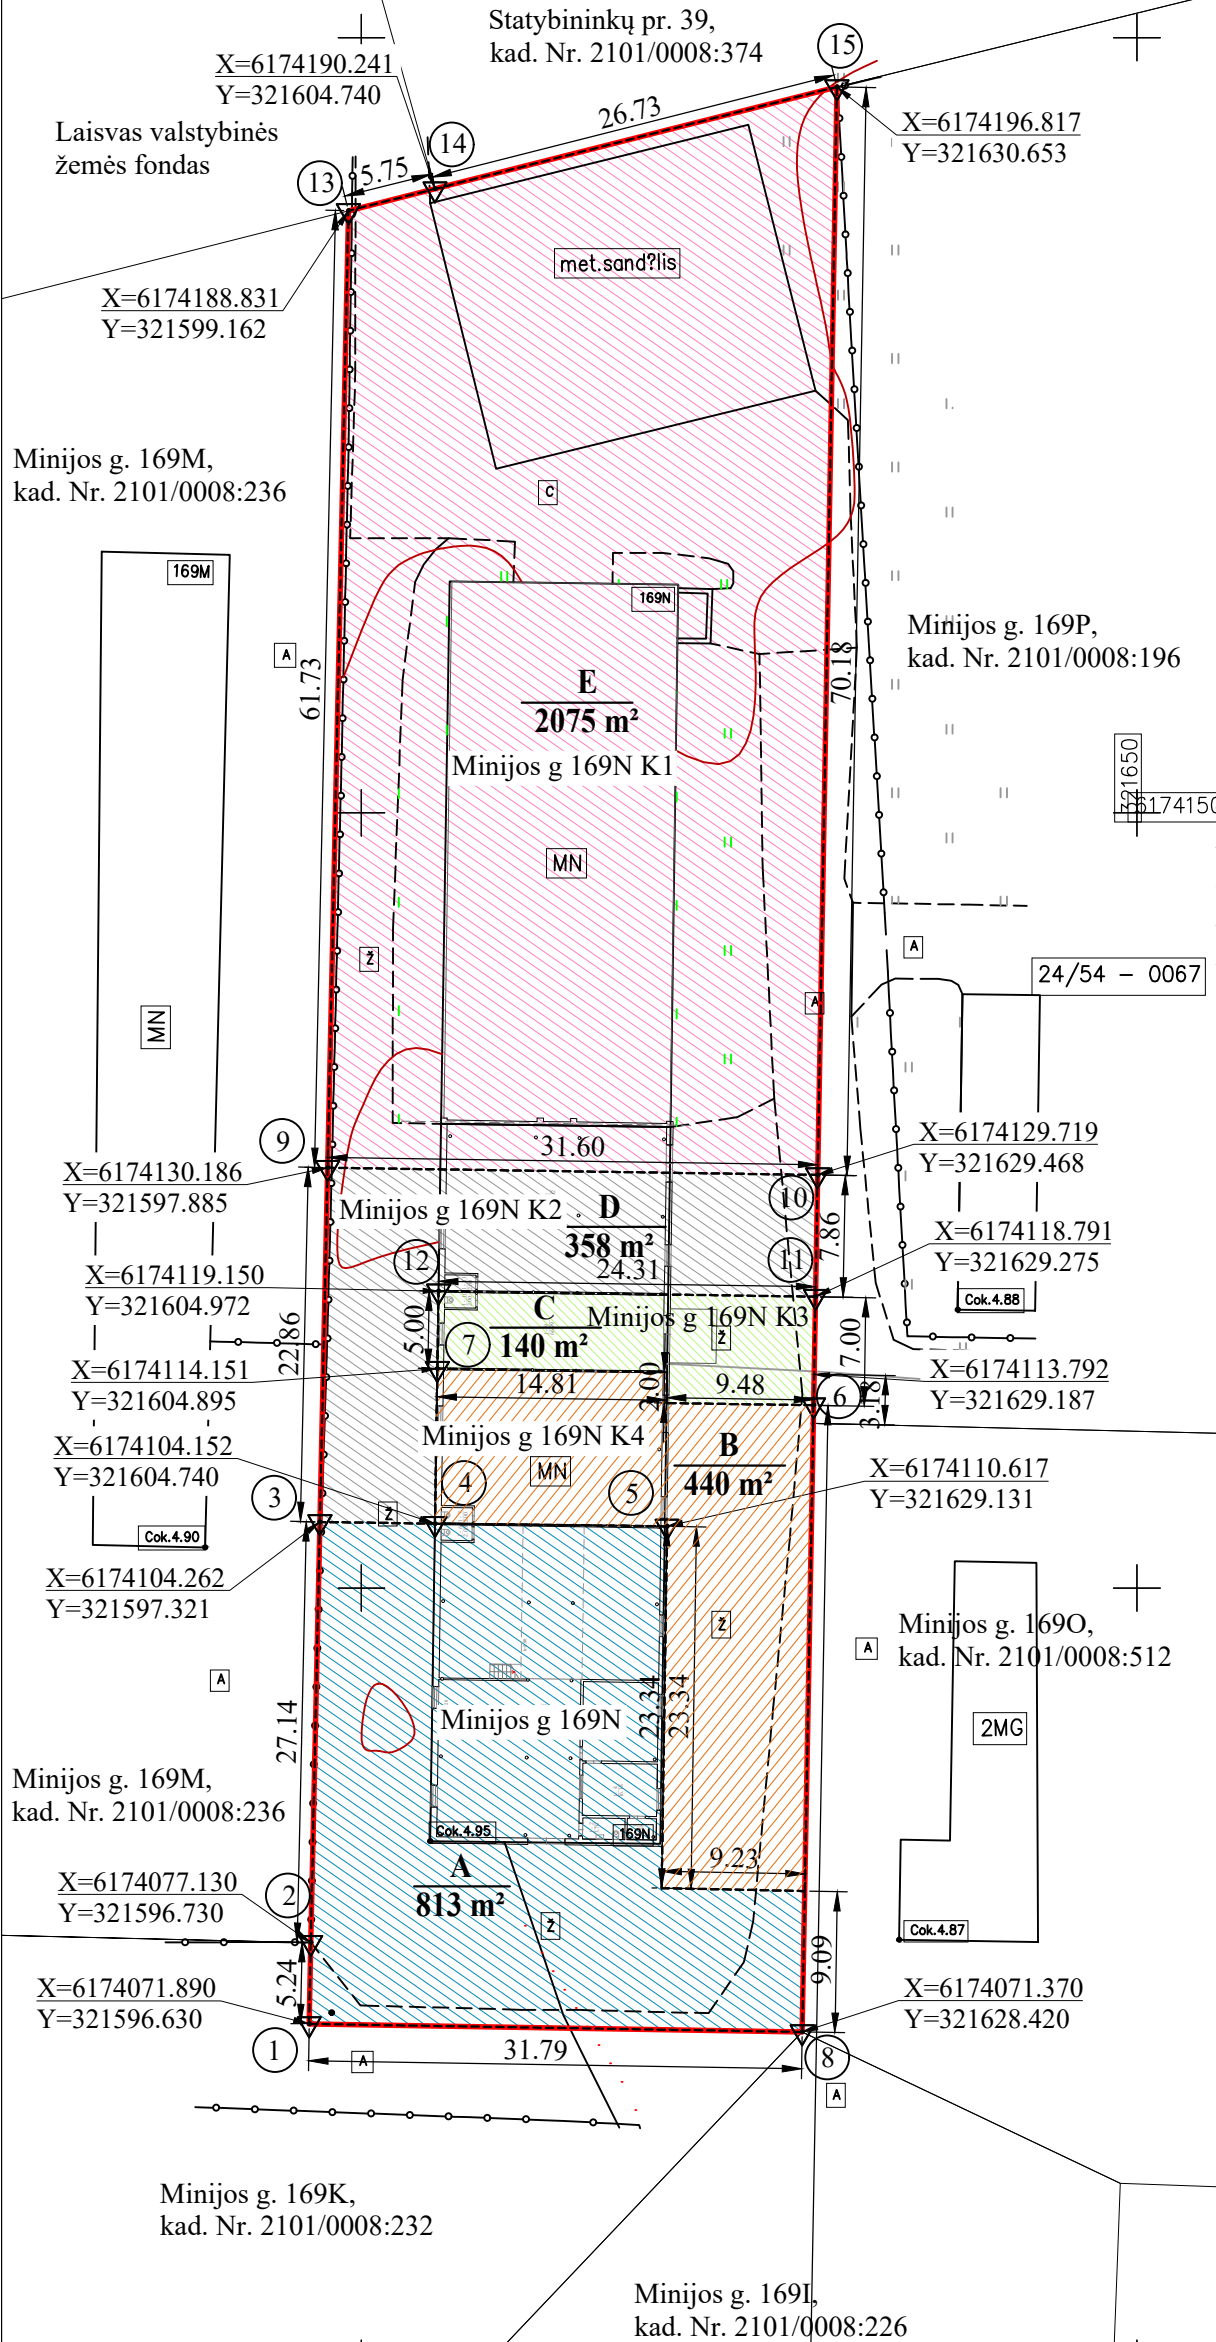 Statybininkų pr. 39,
kad. Nr. 2101/0008:374
15
X=6174190.241
Y=321604.740
26.73
X=6174196.817
Y=321630.653
Laisvas valstybinės
žemės fondas
14
5.75
13
met.sand?lis
X=6174188.831
Y=321599.162
Minijos g. 169M,
kad. Nr. 2101/0008:236
C
169M
169N
A
61.73
70.18
Minijos g. 169P,
kad. Nr. 2101/0008:196
E
2075 m²
Minijos g 169N K1
321650
6174150
MN
Ž
A
24/54 - 0067
A
MN
9
31.60
X=6174129.719
Y=321629.468
X=6174130.186
Y=321597.885
10
Minijos g 169N K2
D
358 m²
7.86
X=6174118.791
Y=321629.275
12
11
24.31
X=6174119.150
Y=321604.972
Cok.4.88
C
140 m²
Minijos g 169N K3
Ž
5.00
7
22.86
7.00
X=6174114.151
Y=321604.895
14.81
2.00
9.48
6
3.18
X=6174113.792
Y=321629.187
Minijos g 169N K4
B
440 m²
X=6174104.152
Y=321604.740
MN
X=6174110.617
Y=321629.131
3
4
5
Ž
Cok.4.90
X=6174104.262
Y=321597.321
Ž
Minijos g. 169O,
kad. Nr. 2101/0008:512
A
A
23.34
23.34
27.14
Minijos g 169N
2MG
Minijos g. 169M,
kad. Nr. 2101/0008:236
Cok.4.95
169N
9.23
A
813 m²
X=6174077.130
Y=321596.730
2
Ž
Cok.4.87
9.09
5.24
X=6174071.890
Y=321596.630
X=6174071.370
Y=321628.420
1
31.79
8
A
A
Minijos g. 169K,
kad. Nr. 2101/0008:232
Minijos g. 169I,
kad. Nr. 2101/0008:226